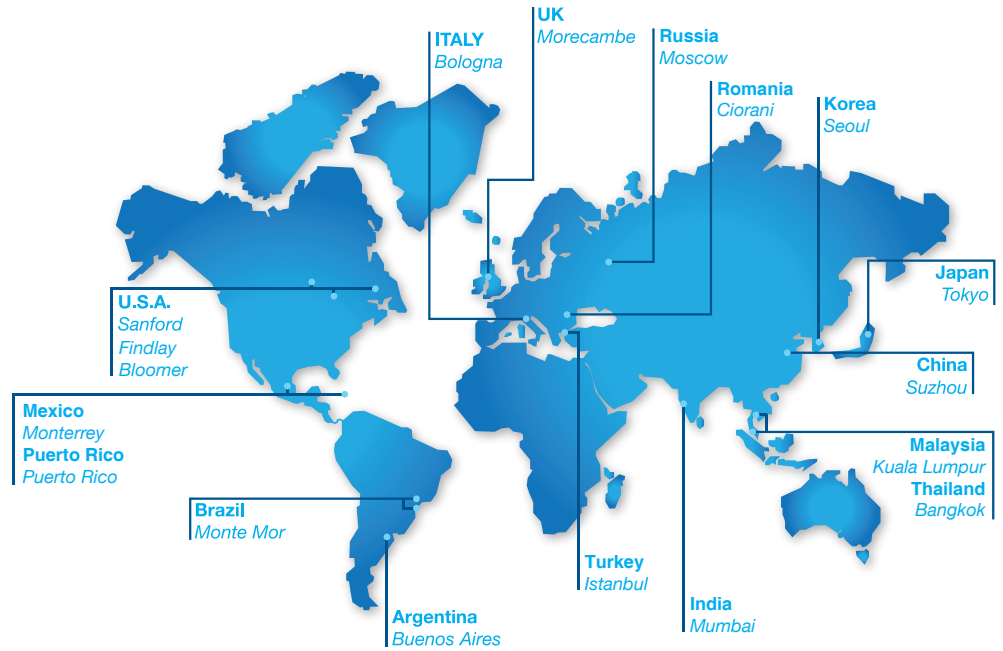 UK
Morecambe
ITALY
Bologna
Russia
Moscow
Romania
Ciorani
Korea
Seoul
Japan
Tokyo
U.S.A.
Sanford
Findlay
Bloomer
China
Suzhou
Mexico
Monterrey
Puerto Rico
Puerto Rico
Malaysia
Kuala Lumpur
Thailand
Bangkok
Brazil
Monte Mor
Turkey
Istanbul
India
Mumbai
Argentina
Buenos Aires